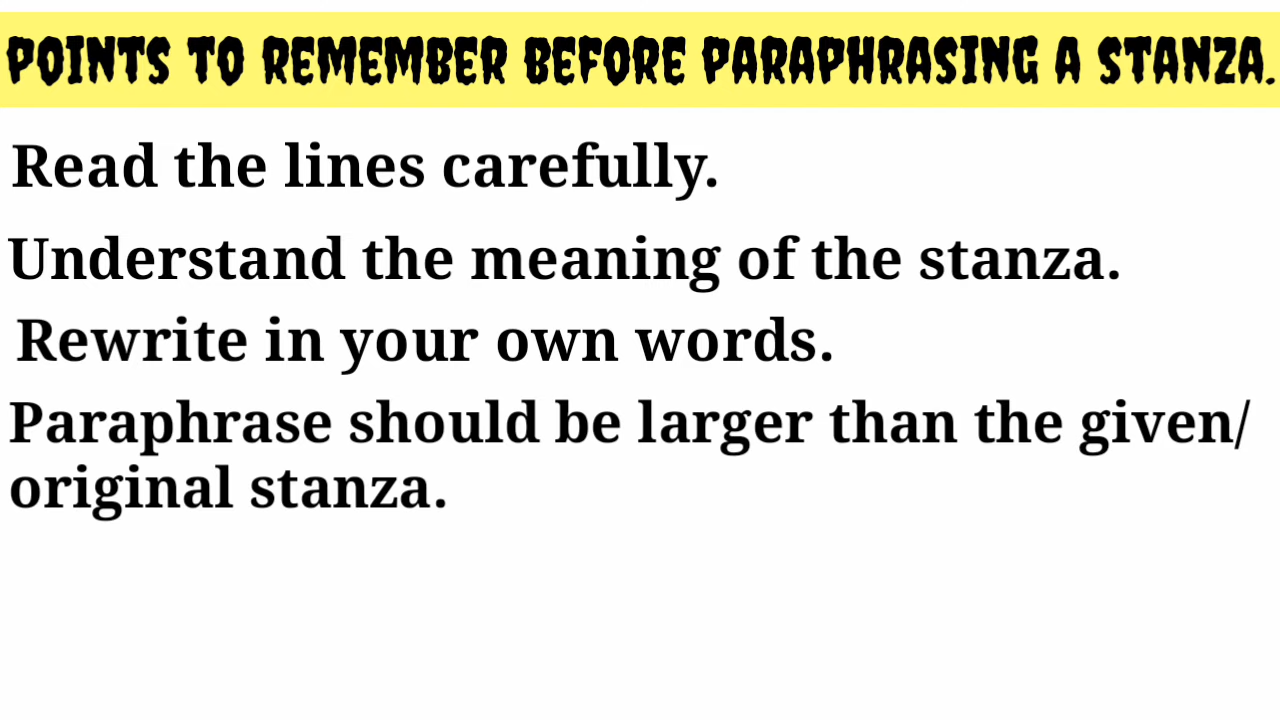 POINTS TO REMEMBER BEFORE PARAPHRASING A STANZA.
Read the lines carefully.
Understand the meaning of the stanza.
Rewrite in your own words.
Paraphrase should be larger than the given/
original stanza.